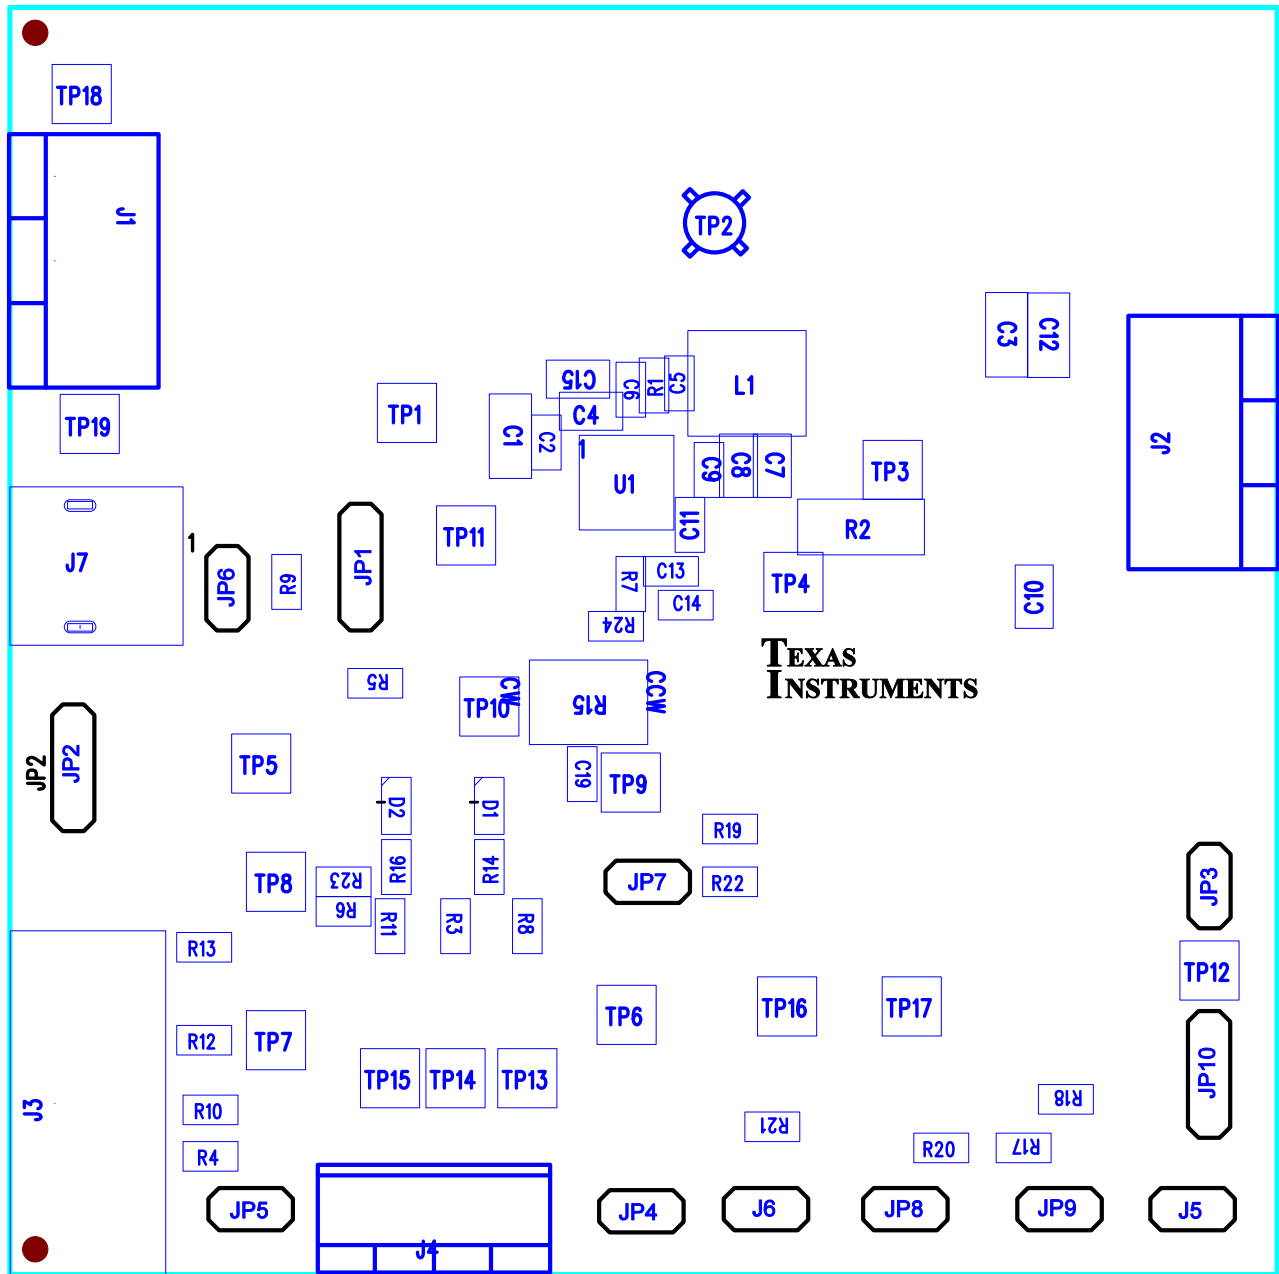 TP18
J1
TP2
C3
C12
C15
C6
R1
C5
L1
TP1
C4
TP19
C1
C2
J2
1
U1
C9
C8
C7
TP3
C11
R2
TP11
1
J7
JP6
R9
JP1
R7
C13
TP4
C14
C10
R24
TEXAS
INSTRUMENTS
R5
CW
TP10
R15
CCW
JP2
JP2
TP5
C19
TP9
D2
D1
R19
R16
R14
TP8
R23
JP7
R22
JP3
R6
R11
R3
R8
R13
TP12
TP6
TP16
TP17
R12
TP7
TP15
TP14
TP13
JP10
J3
R10
R18
R21
R4
R20
R17
JP5
J4
JP4
J6
JP8
JP9
J5